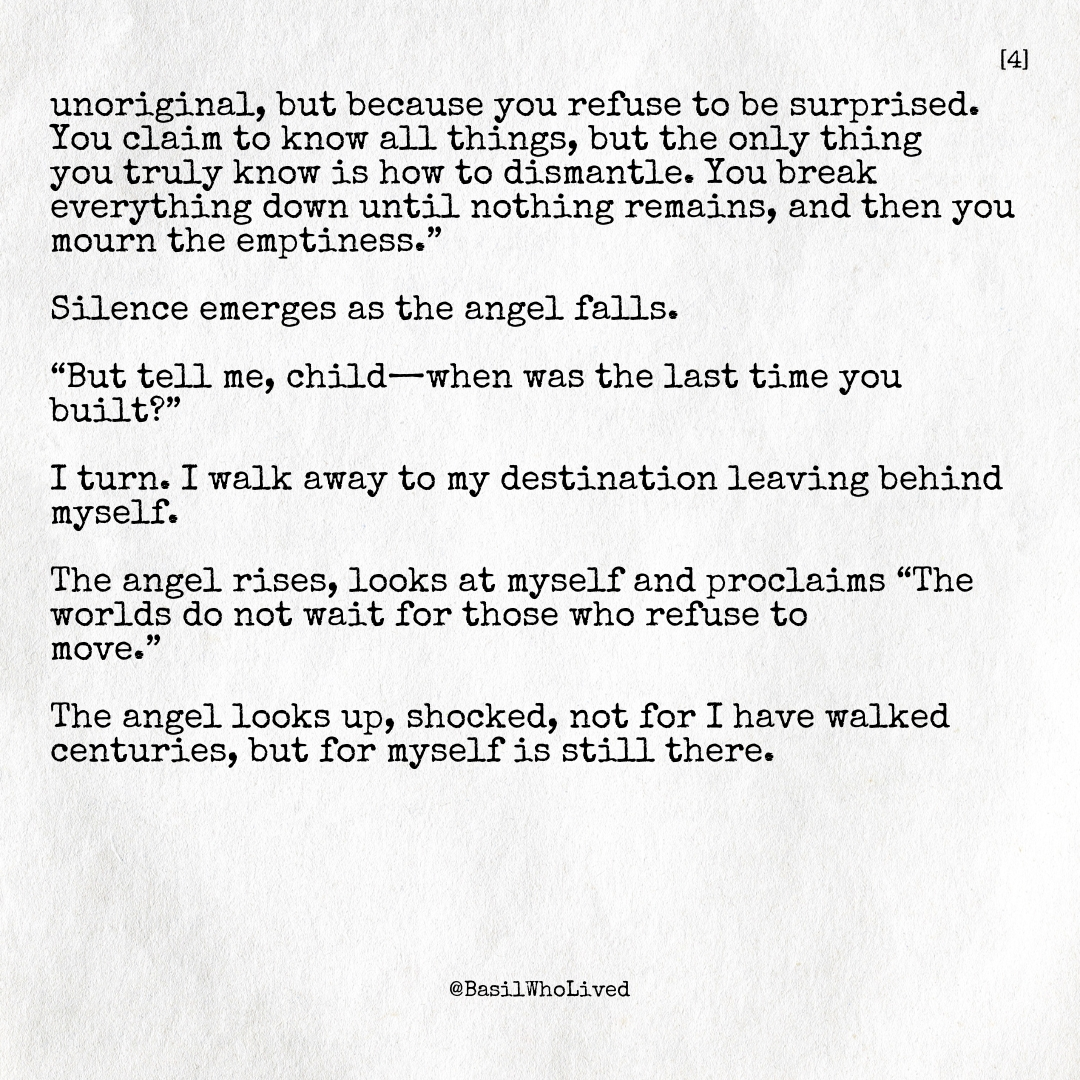 [4]
unoriginal, but because you refuse to be surprised.
You claim to know all things, but the only thing
you truly know is how to dismantle. You break
everything down until nothing remains, and then you
mourn the emptiness.”
Silence emerges as the angel falls.
“But tell me, child—when was the last time you
built?”
I turn. I walk away to my destination leaving behind
myself.
The angel rises, looks at myself and proclaims “The
worlds do not wait for those who refuse to
move.”
The angel looks up, shocked, not for I have walked
centuries, but for myself is still there.
@BasilWhoLived